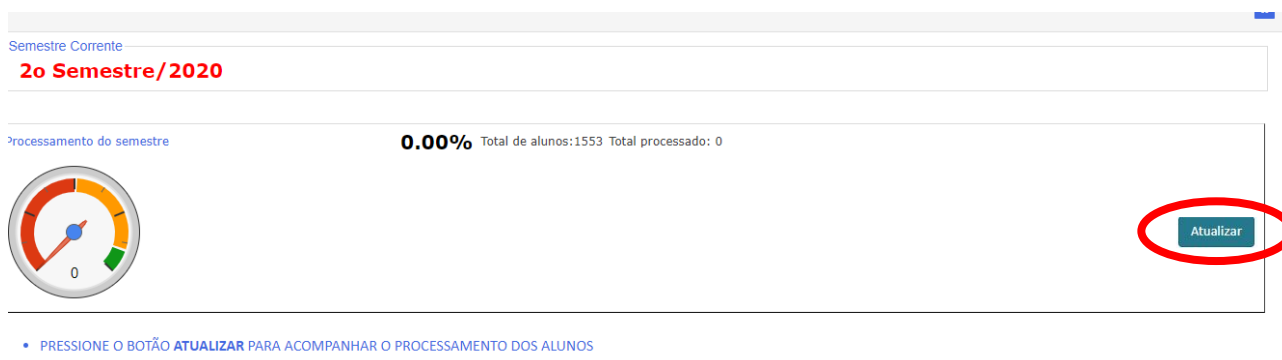 Semestre Corrente
2o Semestre/2020
Processamento do semestre
0.00% Total de alunos:1553 Total processado: 0
0
Atualizar
• PRESSIONE O BOTÃO ATUALIZAR PARA ACOMPANHAR O PROCESSAMENTO DOS ALUNOS